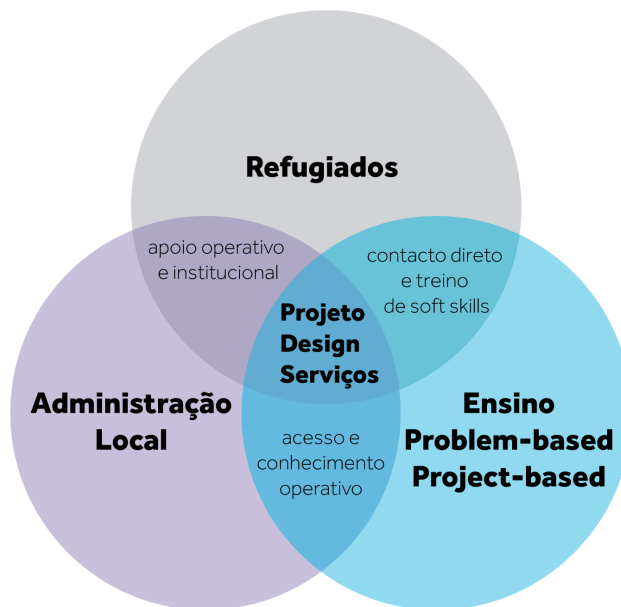 Refugiados
apoio operativo
e institucional
contacto direto
e treino
de soft skills
Projeto
Design
Serviços
Administração
Local
Ensino
Problem-based
Project-based
acesso e
conhecimento
operativo